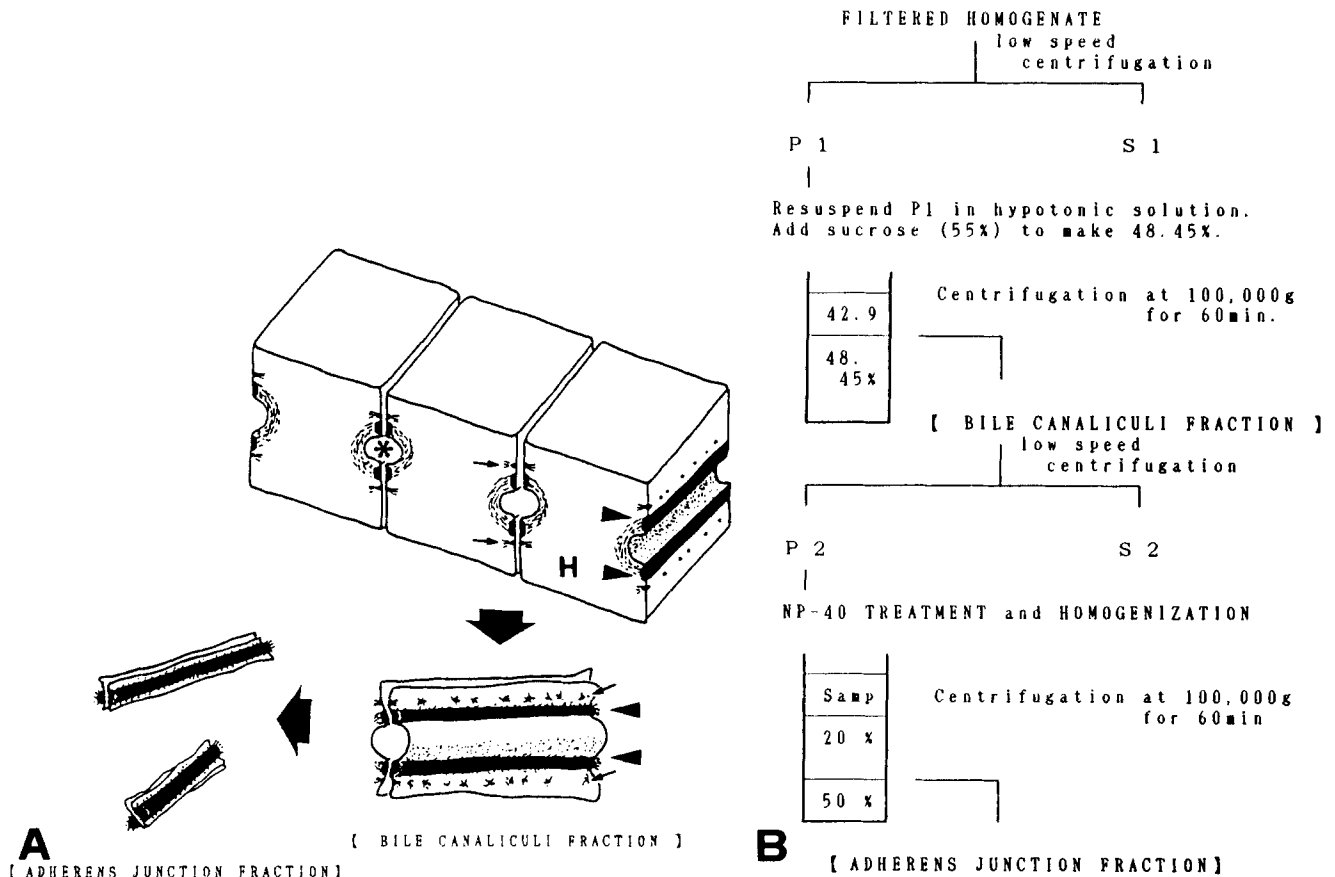 H
A
[ BILE CANALICULI FRACTION ]
[ ADHERENS JUNCTION FRACTION]
FILTERED HOMOGENATE
low speed
centrifugation
P 1
S 1
Resuspend P1 in hypotonic solution.
Add sucrose (55%) to make 48.45%.
42.9
48.
45%
Centrifugation at 100,000g
for 60min.
[ BILE CANALICULI FRACTION ]
low speed
centrifugation
P 2
S 2
NP-40 TREATMENT and HOMOGENIZATION
Samp
20 %
50 %
Centrifugation at 100,000g
for 60min
B
[ ADHERENS JUNCTION FRACTION]